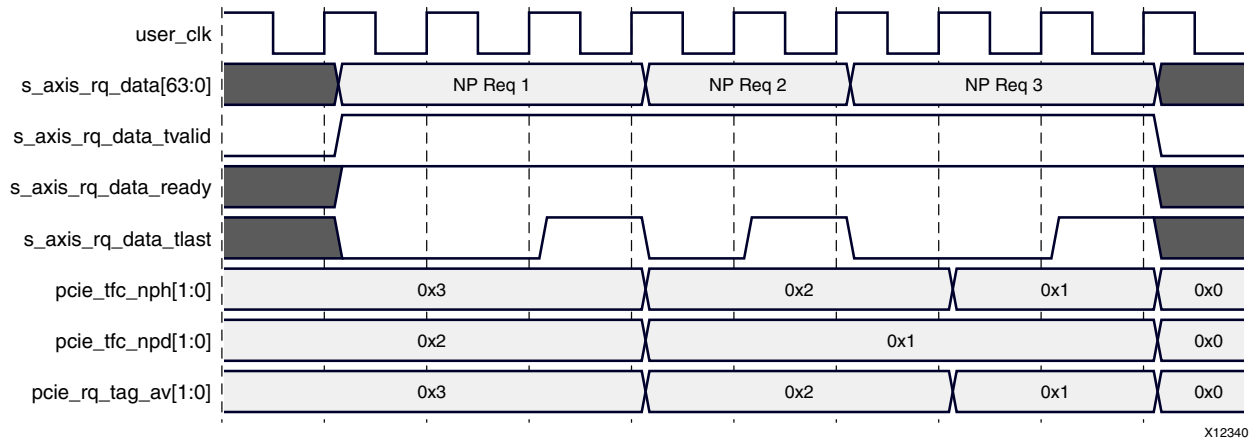 user_clk
s_axis_rq_data[63:0] NP Req 1 NP Req 2 NP Req 3
s_axis_rq_data_tvalid
s_axis_rq_data_ready
s_axis_rq_data_tlast
pcie_tfc_nph[1:0] 0x3 0x2 0x1 0x0
pcie_tfc_npd[1:0] 0x2 0x1 0x0
pcie_rq_tag_av[1:0] 0x3 0x2 0x1 0x0
X12340